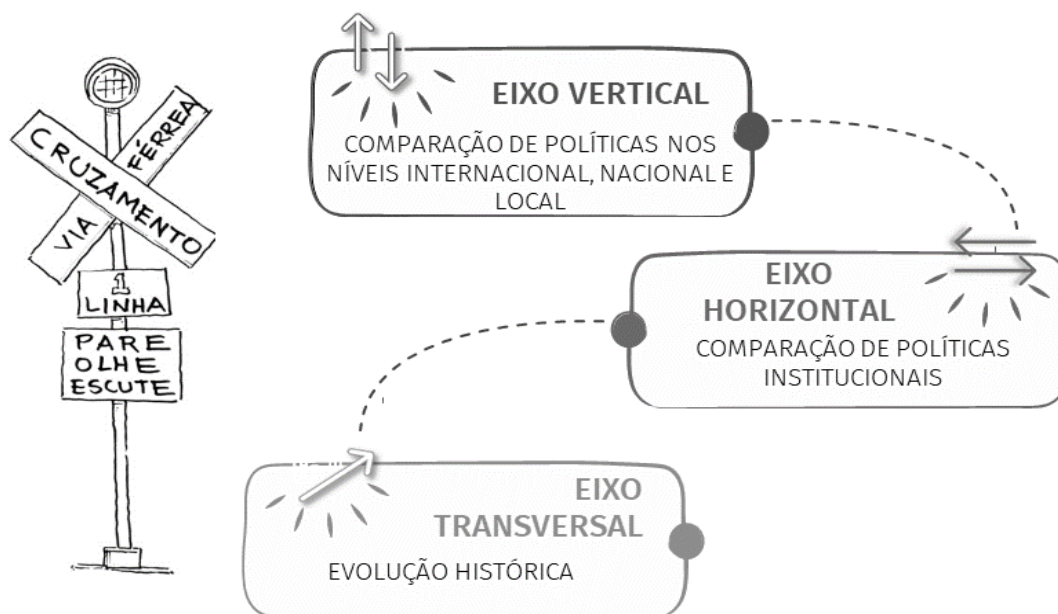 VIA FÉRREA
CRUZAMENTO
1
LINHA
PARE
OLHE
ESCUTE
EIXO VERTICAL
COMPARAÇÃO DE POLÍTICAS NOS
NÍVEIS INTERNACIONAL, NACIONAL E
LOCAL
EIXO
HORIZONTAL
COMPARAÇÃO DE POLÍTICAS
INSTITUCIONAIS
EIXO
TRANSVERSAL
EVOLUÇÃO HISTÓRICA